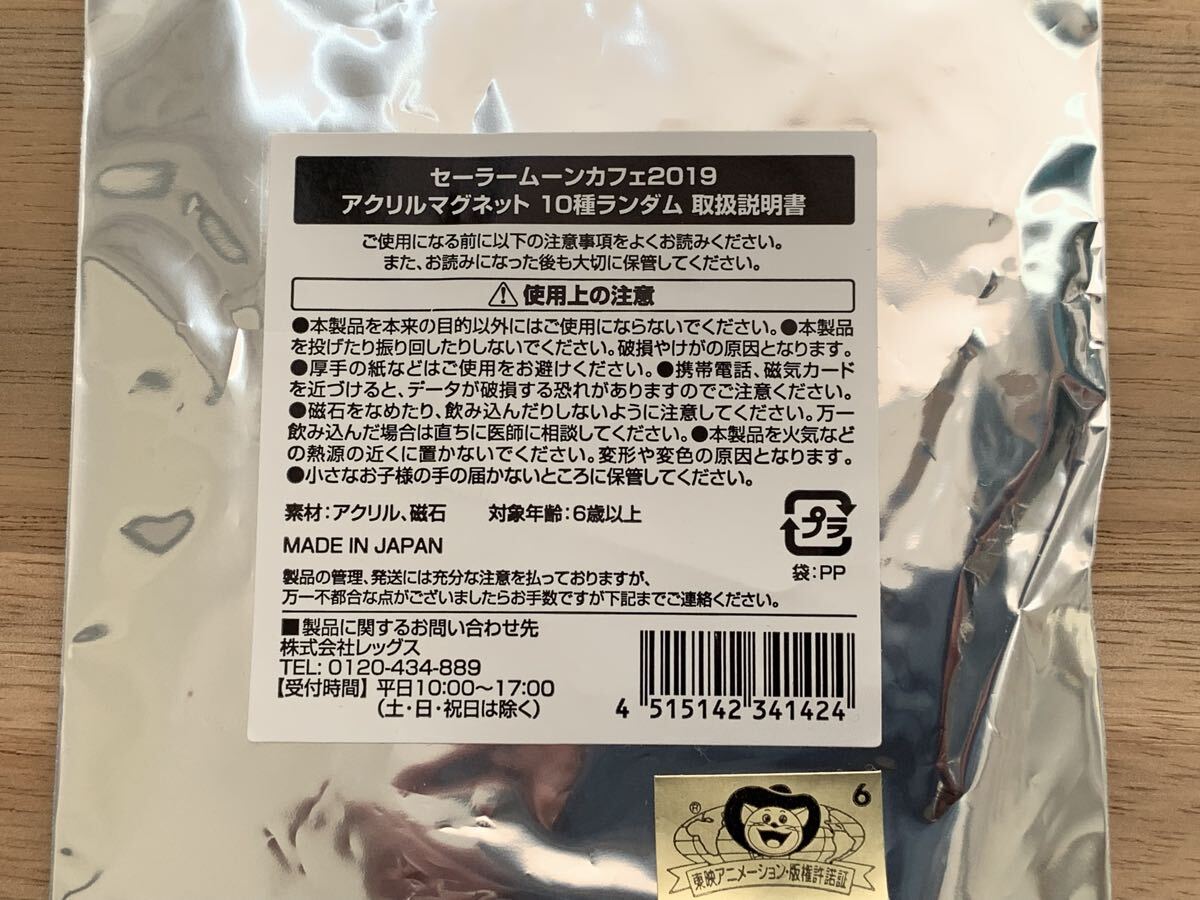 セーラームーンカフェ2019
アクリルマグネット 10種ランダム 取扱説明書
ご使用になる前に以下の注意事項をよくお読みください。
また、お読みになった後も大切に保管してください。
⚠使用上の注意
●本製品を本来の目的以外にはご使用にならないでください。●本製品
を投げたり振り回したりしないでください。破損やけがの原因となります。
●厚手の紙などはご使用をお避けください。●携帯電話、磁気カード
を近づけると、データが破損する恐れがありますのでご注意ください。
●磁石をなめたり、飲み込んだりしないように注意してください。万一
飲み込んだ場合は直ちに医師に相談してください。●本製品を火気など
の熱源の近くに置かないでください。変形や変色の原因となります。
●小さなお子様の手の届かないところに保管してください。
素材:アクリル、磁石 対象年齢:6歳以上
MADE IN JAPAN
プラ
袋:PP
製品の管理、発送には充分な注意を払っておりますが、
万一不都合な点がございましたらお手数ですが下記までご連絡ください。
■製品に関するお問い合わせ先
株式会社レッグス
TEL: 0120-434-889
【受付時間】平日10:00〜17:00
(土・日・祝日は除く)
4 515142 341424
6
®
東映アニメーション・版権許諾証